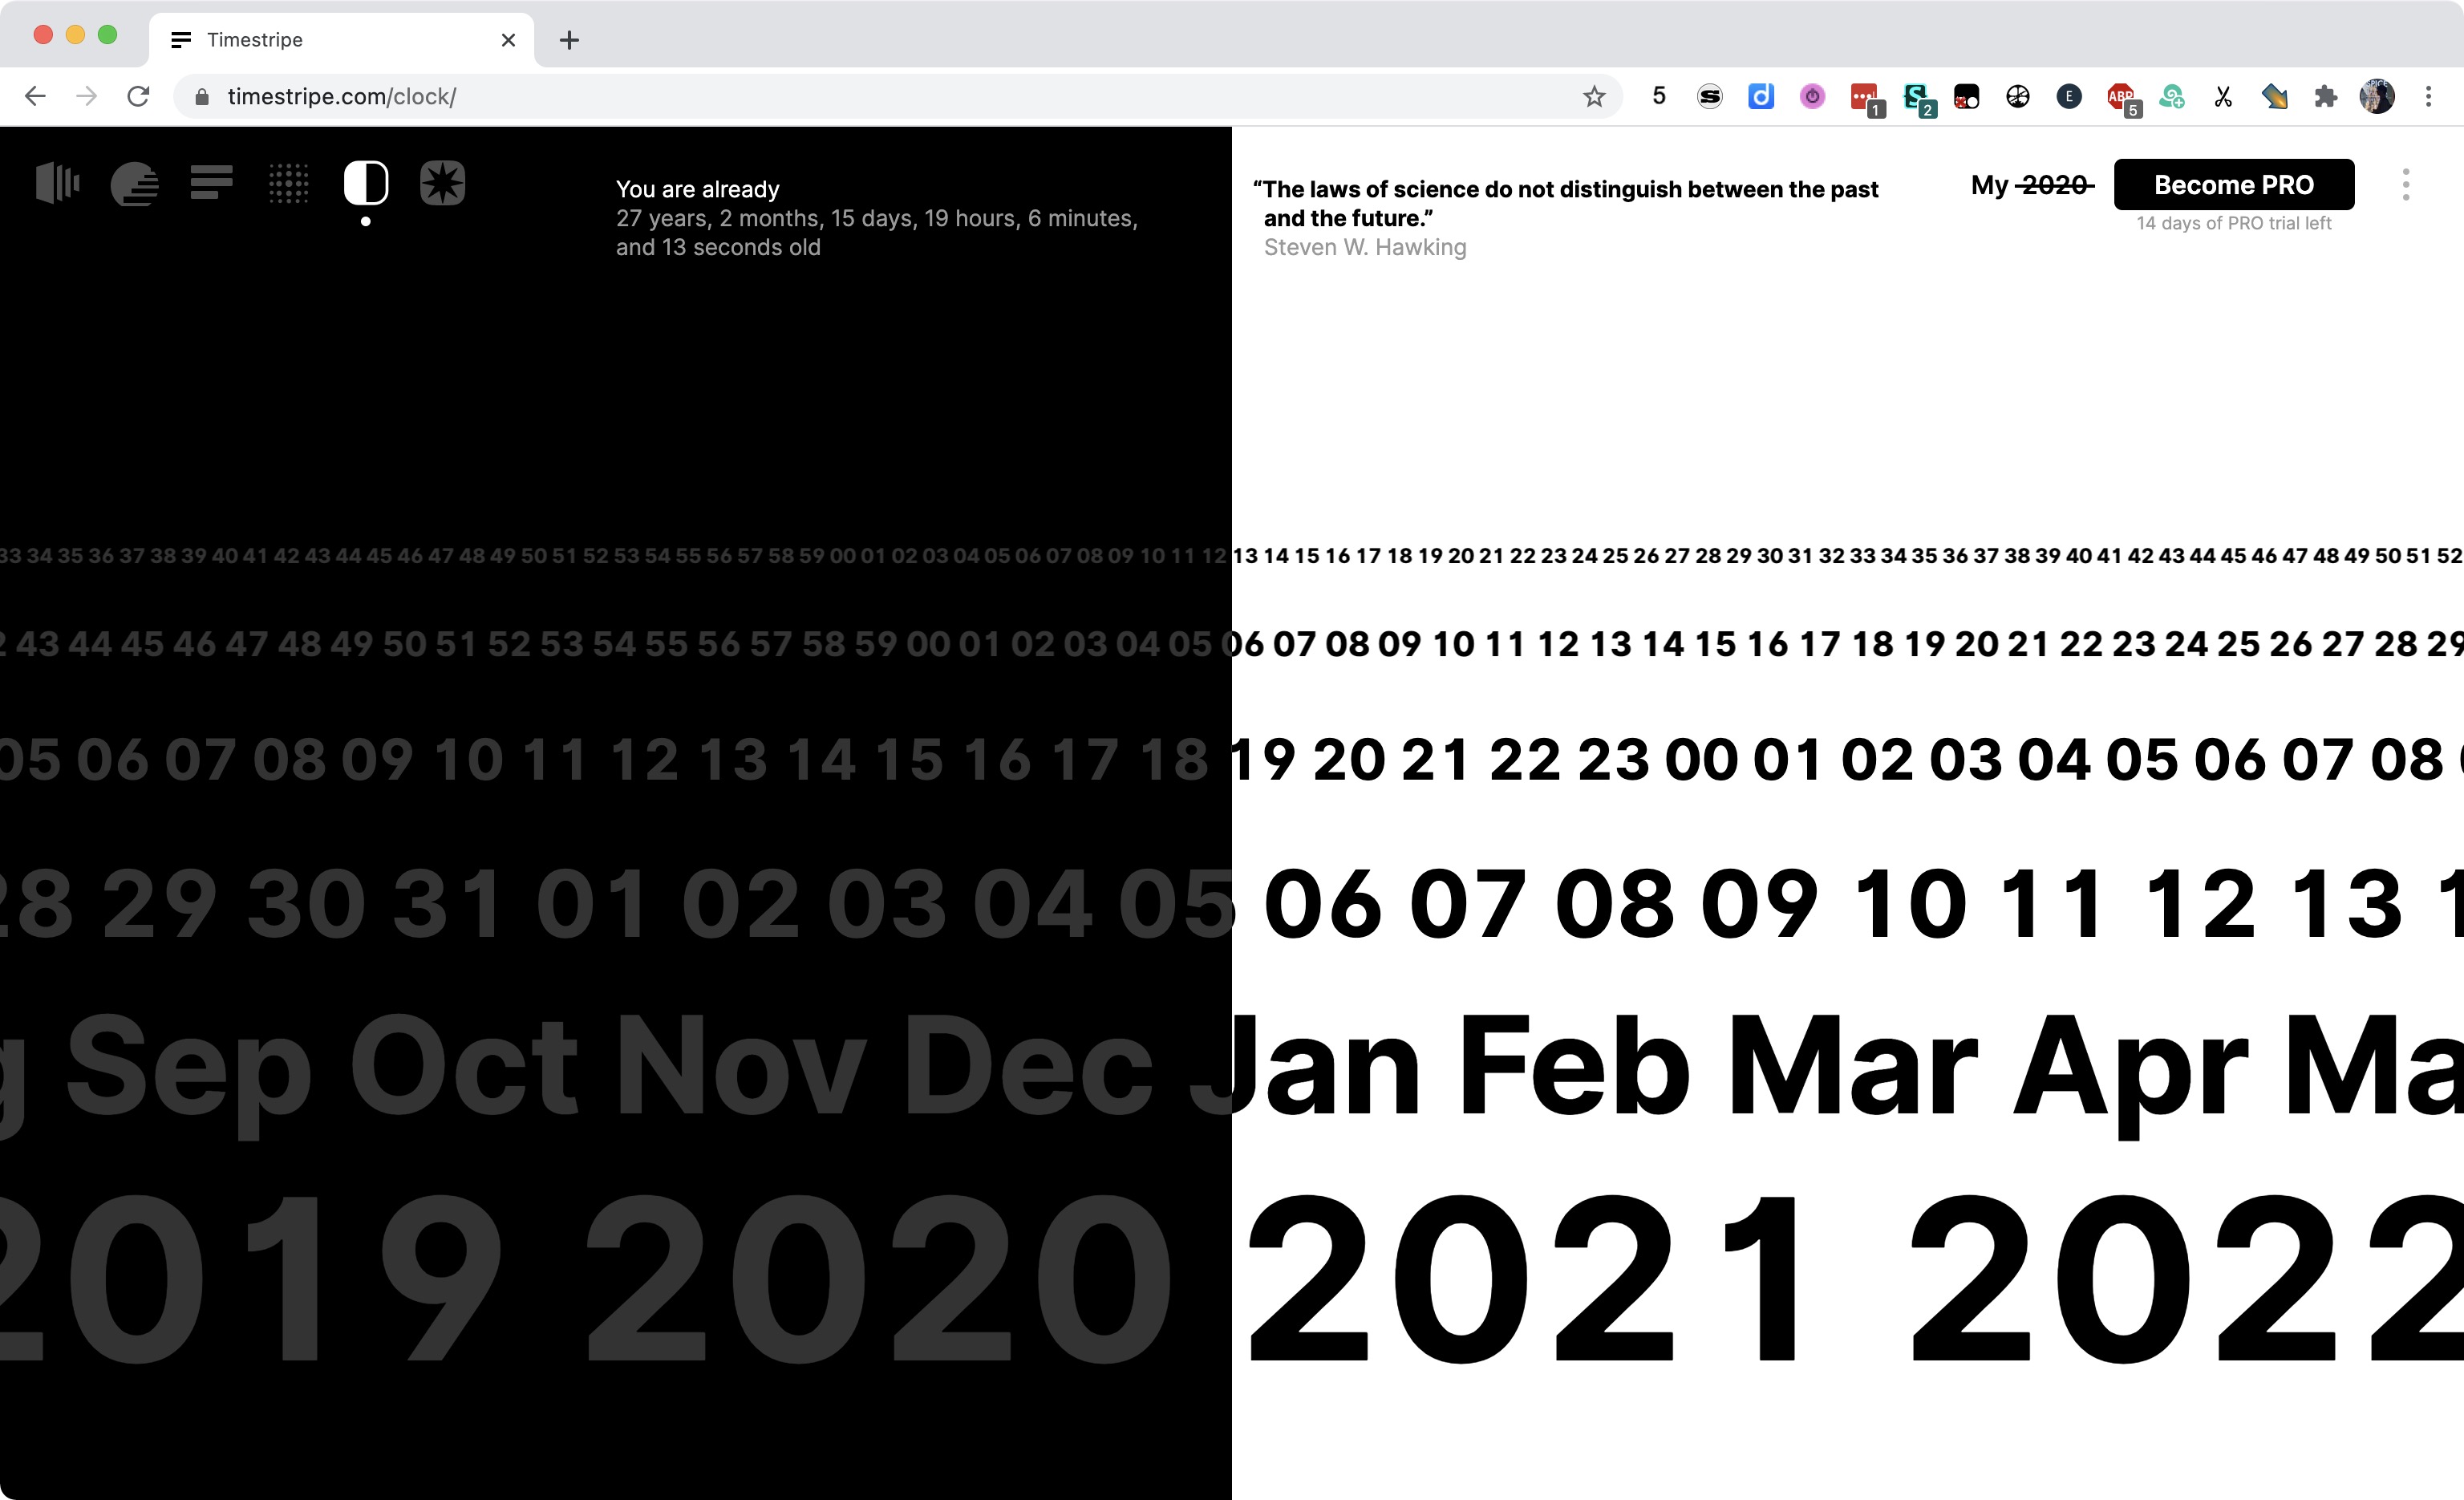 Timestripe
timestripe.com/clock/
5
1
2
E
ABP
5
You are already
27 years, 2 months, 15 days, 19 hours, 6 minutes,
and 13 seconds old
“The laws of science do not distinguish between the past
and the future.”
Steven W. Hawking
My 2020
Become PRO
14 days of PRO trial left
33 34 35 36 37 38 39 40 41 42 43 44 45 46 47 48 49 50 51 52 53 54 55 56 57 58 59 00 01 02 03 04 05 06 07 08 09 10 11 12 13 14 15 16 17 18 19 20 21 22 23 24 25 26 27 28 29 30 31 32 33 34 35 36 37 38 39 40 41 42 43 44 45 46 47 48 49 50 51 52
2 43 44 45 46 47 48 49 50 51 52 53 54 55 56 57 58 59 00 01 02 03 04 05 06 07 08 09 10 11 12 13 14 15 16 17 18 19 20 21 22 23 24 25 26 27 28 29
05 06 07 08 09 10 11 12 13 14 15 16 17 18 19 20 21 22 23 00 01 02 03 04 05 06 07 08
28 29 30 31 01 02 03 04 05 06 07 08 09 10 11 12 13 1
g Sep Oct Nov Dec Jan Feb Mar Apr Ma
2019 2020 2021 2022